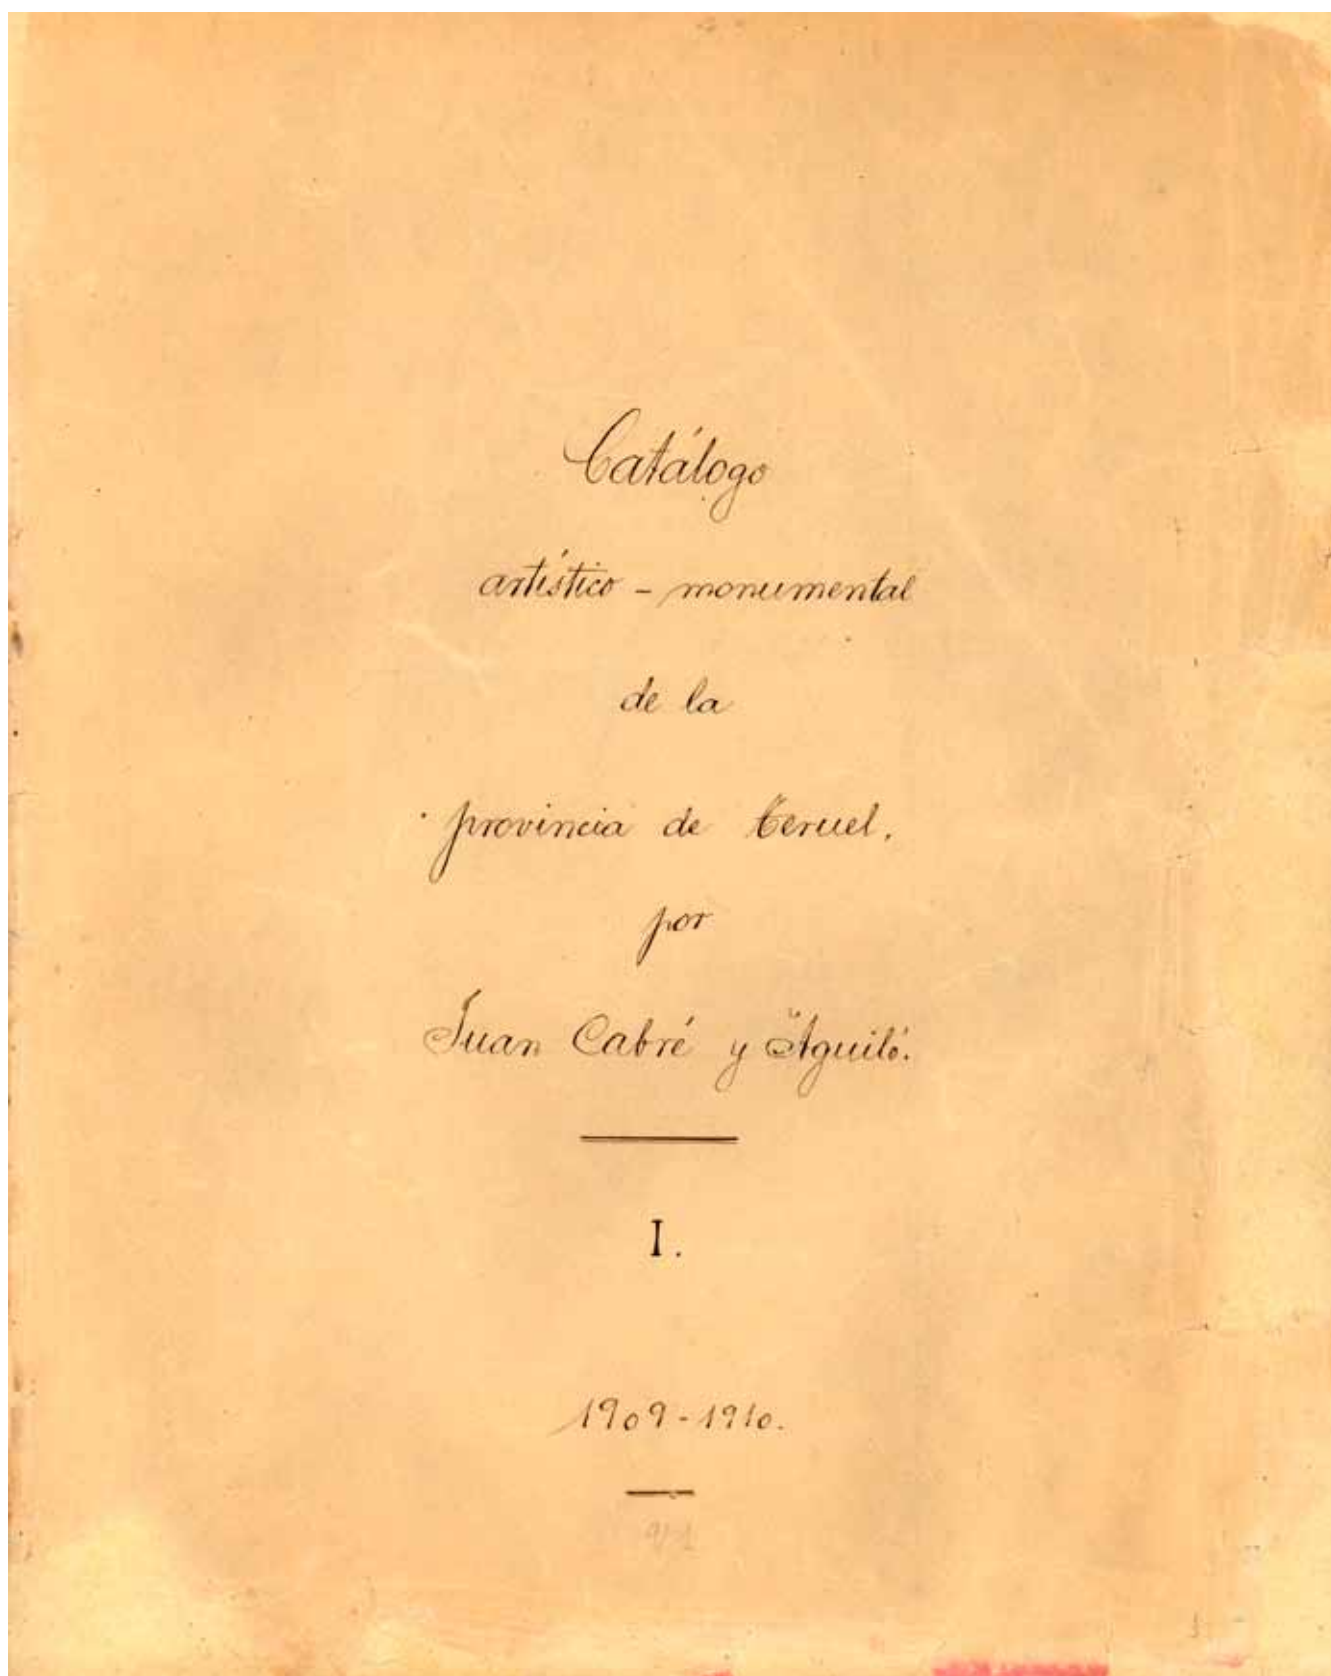 Catálogo
artístico - monumental
de la
provincia de Teruel.
por
Juan Cabré y Aguiló.
I.
1909-1910.